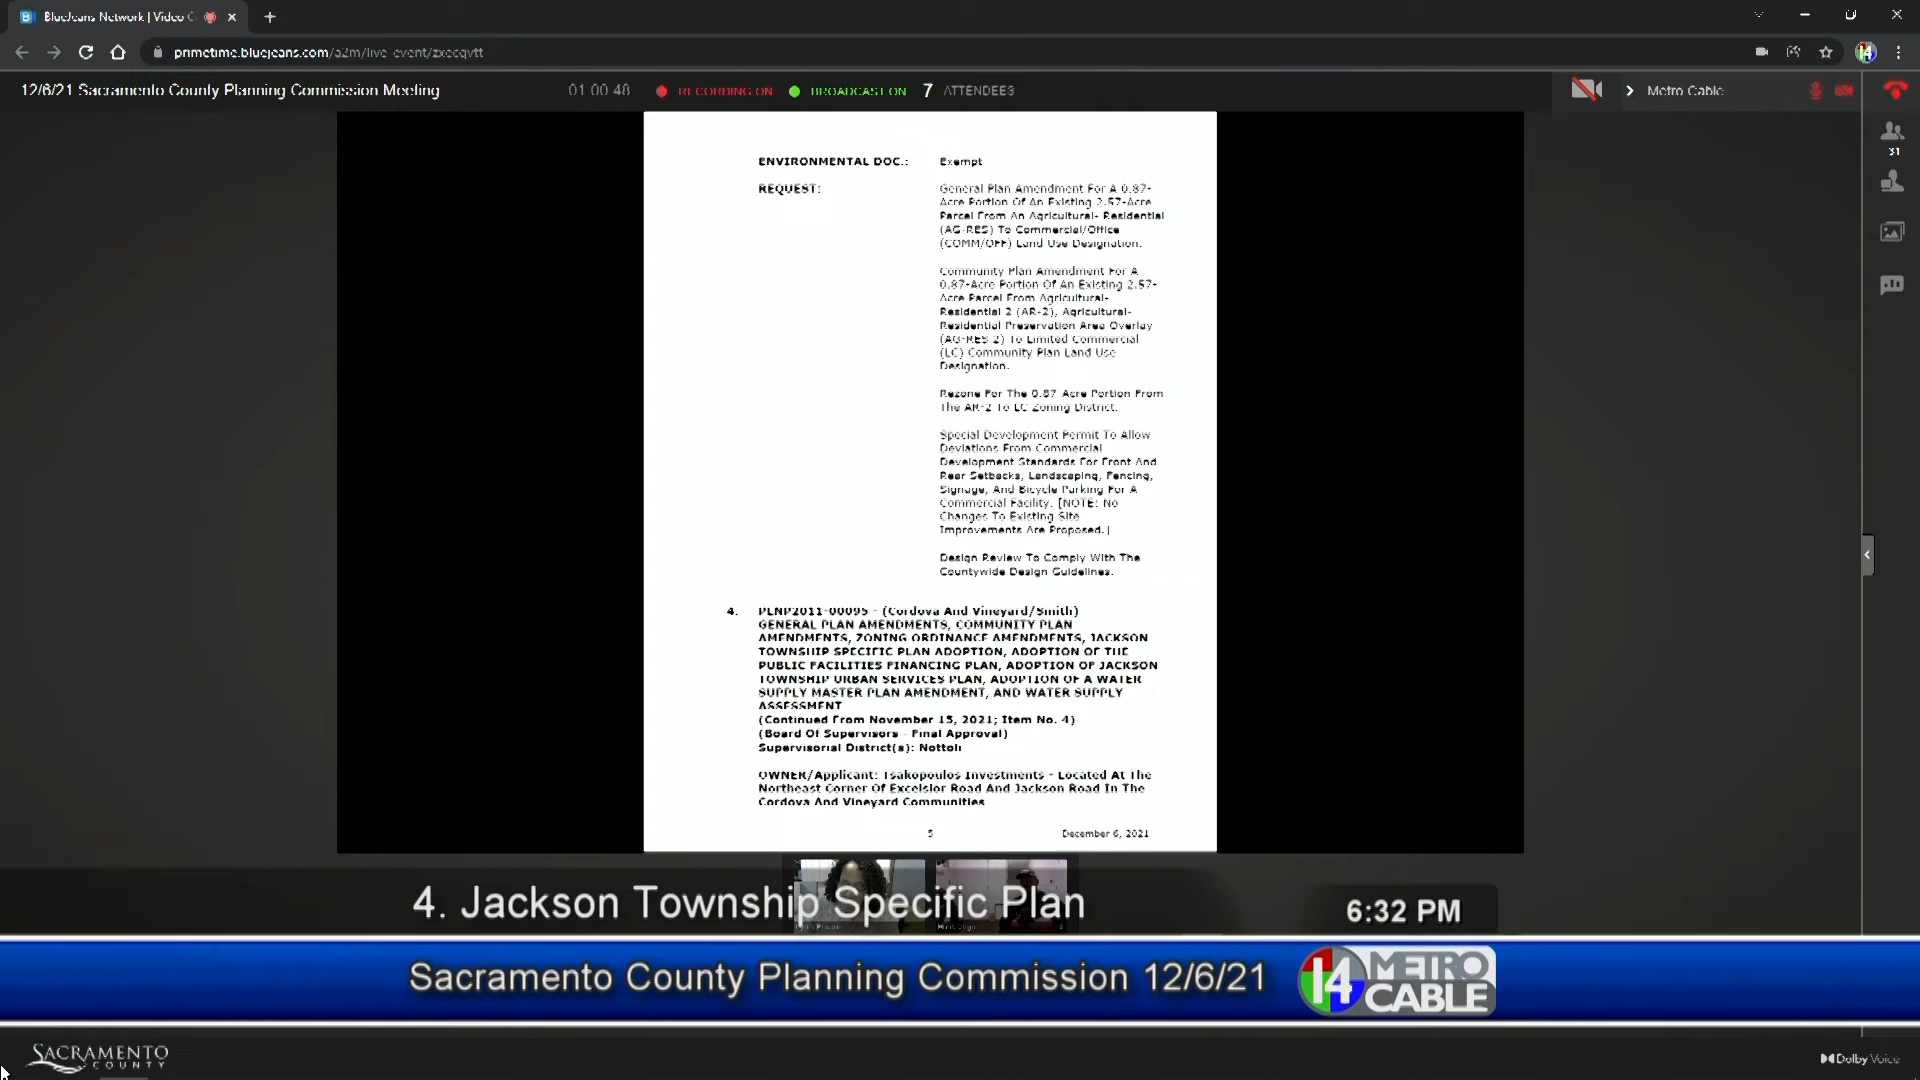 BlueJeans Network | Video C
primetime.bluejeans.com/a2m/live-event/zxecqvtt
12/6/21 Sacramento County Planning Commission Meeting
01:00:48
RECORDING ON
BROADCAST ON
7 ATTENDEES
Metro Cable
31
ENVIRONMENTAL DOC.: Exempt
REQUEST: General Plan Amendment For A 0.87-
Acre Portion Of An Existing 2.57-Acre
Parcel From An Agricultural- Residential
(AG-RES) To Commercial/Office
(COMM/OFF) Land Use Designation.
Community Plan Amendment For A
0.87-Acre Portion Of An Existing 2.57-
Acre Parcel From Agricultural-
Residential 2 (AR-2), Agricultural-
Residential Preservation Area Overlay
(AG-RES 2) To Limited Commercial
(LC) Community Plan Land Use
Designation.
Rezone For The 0.87 Acre Portion From
The AR-2 To LC Zoning District.
Special Development Permit To Allow
Deviations From Commercial
Development Standards For Front And
Rear Setbacks, Landscaping, Fencing,
Signage, And Bicycle Parking For A
Commercial Facility. [NOTE: No
Changes To Existing Site
Improvements Are Proposed.]
Design Review To Comply With The
Countywide Design Guidelines.
4. PLNP2011-00095 - (Cordova And Vineyard/Smith)
GENERAL PLAN AMENDMENTS, COMMUNITY PLAN
AMENDMENTS, ZONING ORDINANCE AMENDMENTS, JACKSON
TOWNSHIP SPECIFIC PLAN ADOPTION, ADOPTION OF THE
PUBLIC FACILITIES FINANCING PLAN, ADOPTION OF JACKSON
TOWNSHIP URBAN SERVICES PLAN, ADOPTION OF A WATER
SUPPLY MASTER PLAN AMENDMENT, AND WATER SUPPLY
ASSESSMENT
(Continued From November 15, 2021; Item No. 4)
(Board Of Supervisors - Final Approval)
Supervisorial District(s): Nottoli
OWNER/Applicant: Tsakopoulos Investments - Located At The
Northeast Corner Of Excelsior Road And Jackson Road In The
Cordova And Vineyard Communities
5 December 6, 2021
4. Jackson Township Specific Plan
6:32 PM
Sacramento County Planning Commission 12/6/21
14 METRO
CABLE
SACRAMENTO
COUNTY
Dolby Voice